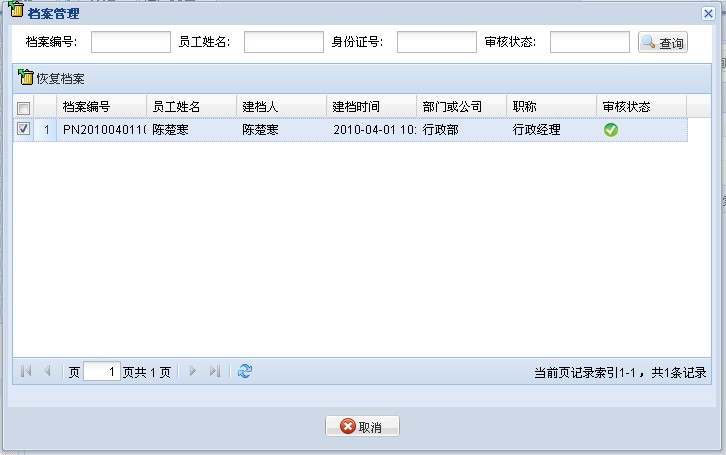 档案管理
档案编号: 员工姓名: 身份证号: 审核状态: 查询
恢复档案
档案编号 员工姓名 建档人 建档时间 部门或公司 职称 审核状态
1 PN2010040110 陈楚寒 陈楚寒 2010-04-01 10: 行政部 行政经理
页 1 页共 1 页 当前页记录索引1-1，共1条记录
取消